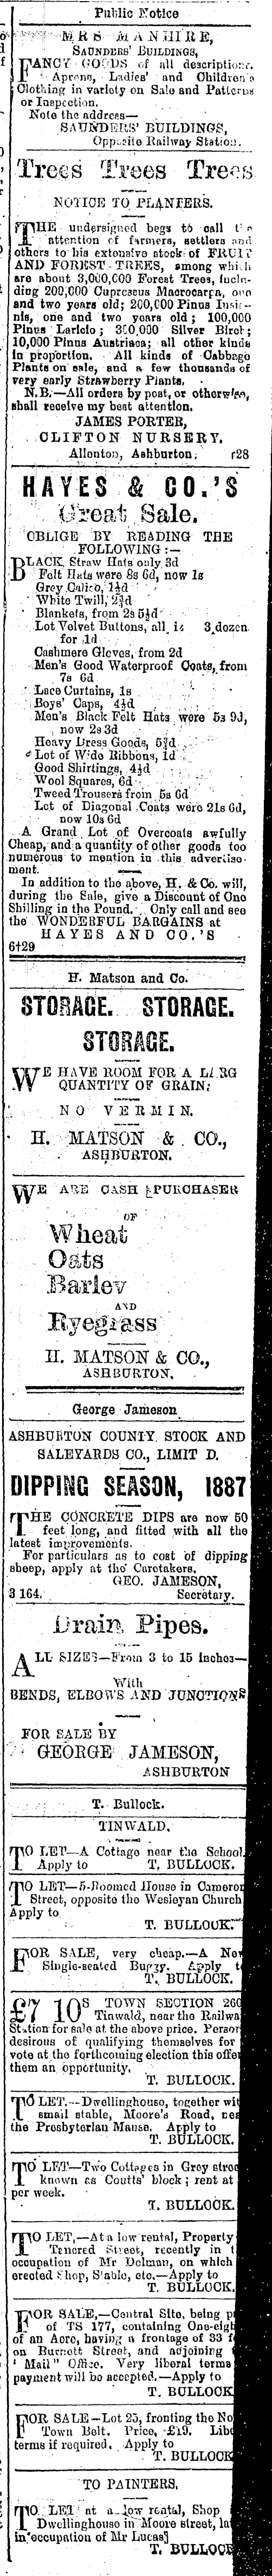 Public Notice
MRS MANHIRE,
SAUNDERS' BUILDINGS,
FANCY GOODS of all descriptions.
Aprons, Ladies' and Children's
Clothing in variety on Sale and Patterns
or Inspection.
Note the address—
SAUNDERS' BUILDINGS,
Opposite Railway Station.
Trees Trees Trees
NOTICE TO PLANTERS.
THE undersigned begs to call the
attention of farmers, settlers and
others to his extensive stock of FRUIT
AND FOREST TREES, among which
are about 3,000,000 Forest Trees, inclu-
ding 200,000 Cupressus Macrocarpa, one
and two years old; 200,000 Pinus Insig-
nis, one and two years old; 100,000
Pinus Laricio; 300,000 Silver Birch;
10,000 Pinus Austriaca; all other kinds
in proportion. All kinds of Cabbage
Plants on sale, and a few thousands of
very early Strawberry Plants.
N.B.—All orders by post, or otherwise,
shall receive my best attention.
JAMES PORTER,
CLIFTON NURSERY.
Allenton, Ashburton. r28
HAYES & CO.'S
Great Sale.
OBLIGE BY READING THE
FOLLOWING :—
BLACK Straw Hats only 3d
Felt Hats were 8s 6d, now 1s
Grey Calico, 1½d
White Twill, 2¾d
Blankets, from 2s 5½d
Lot Velvet Buttons, all is 3 dozen
for 1d
Cashmere Gloves, from 2d
Men's Good Waterproof Coats, from
7s 6d
Lace Curtains, 1s
Boys' Caps, 4½d
Men's Black Felt Hats were 5s 9d,
now 2s 3d
Heavy Dress Goods, 5¾d
Lot of Wide Ribbons, 1d
Good Shirtings, 4½d
Wool Squares, 6d
Tweed Trousers from 5s 6d
Lot of Diagonal Coats were 21s 6d,
now 10s 6d
A Grand Lot of Overcoats awfully
Cheap, and a quantity of other goods too
numerous to mention in this advertise-
ment.
In addition to the above, H. & Co. will,
during the Sale, give a Discount of One
Shilling in the Pound. Only call and see
the WONDERFUL BARGAINS at
HAYES AND CO.'S
6†29
H. Matson and Co.
STORAGE. STORAGE.
STORAGE.
WE HAVE ROOM FOR A LARG
QUANTITY OF GRAIN.
NO VERMIN.
H. MATSON & CO.,
ASHBURTON.
WE ARE CASH PURCHASER
OF
Wheat
Oats
Barley
AND
Ryegrass
H. MATSON & CO.,
ASHBURTON.
George Jameson
ASHBURTON COUNTY STOCK AND
SALEYARDS CO., LIMIT D.
DIPPING SEASON, 1887
THE CONCRETE DIPS are now 50
feet long, and fitted with all the
latest improvements.
For particulars as to cost of dipping
sheep, apply at the Caretakers.
GEO. JAMESON,
3 164. Secretary.
Drain Pipes.
ALL SIZES—From 3 to 15 inches—
With
BENDS, ELBOWS AND JUNCTIONS
FOR SALE BY
GEORGE JAMESON,
ASHBURTON
T. Bullock.
TINWALD.
TO LET—A Cottage near the School.
Apply to T. BULLOCK.
TO LET—5-Roomed House in Cameron
Street, opposite the Wesleyan Church
Apply to
T. BULLOCK.
FOR SALE, very cheap.—A New
Single-seated Buggy. Apply t
T. BULLOCK.
£7 10s TOWN SECTION 260
Tinwald, near the Railwa
Station for sale at the above price. Person
desirous of qualifying themselves for
vote at the forthcoming election this offer
them an opportunity.
T. BULLOCK.
TO LET.—Dwellinghouse, together wit
small stable, Moore's Road, nea
the Presbyterian Manse. Apply to
T. BULLOCK.
TO LET—Two Cottages in Grey stree
known as Coutts' block; rent at
per week.
T. BULLOCK.
TO LET,—At a low rental, Property
Tancred Street, recently in t
occupation of Mr Dolman, on which
erected Shop, Stable, etc.—Apply to
T. BULLOCK.
FOR SALE,—Central Site, being p
of TS 177, containing One-eigh
of an Acre, having a frontage of 33 f
on Burnett Street, and adjoining
"Mail" Office. Very liberal terms
payment will be accepted.—Apply to
T. BULLOCK
FOR SALE—Lot 25, fronting the No
Town Belt. Price, £19. Libe
terms if required. Apply to
T. BULLOCK
TO PAINTERS,
TO LET at a low rental, Shop
Dwellinghouse in Moore street, la
in occupation of Mr Lucas]
T. BULLOCK